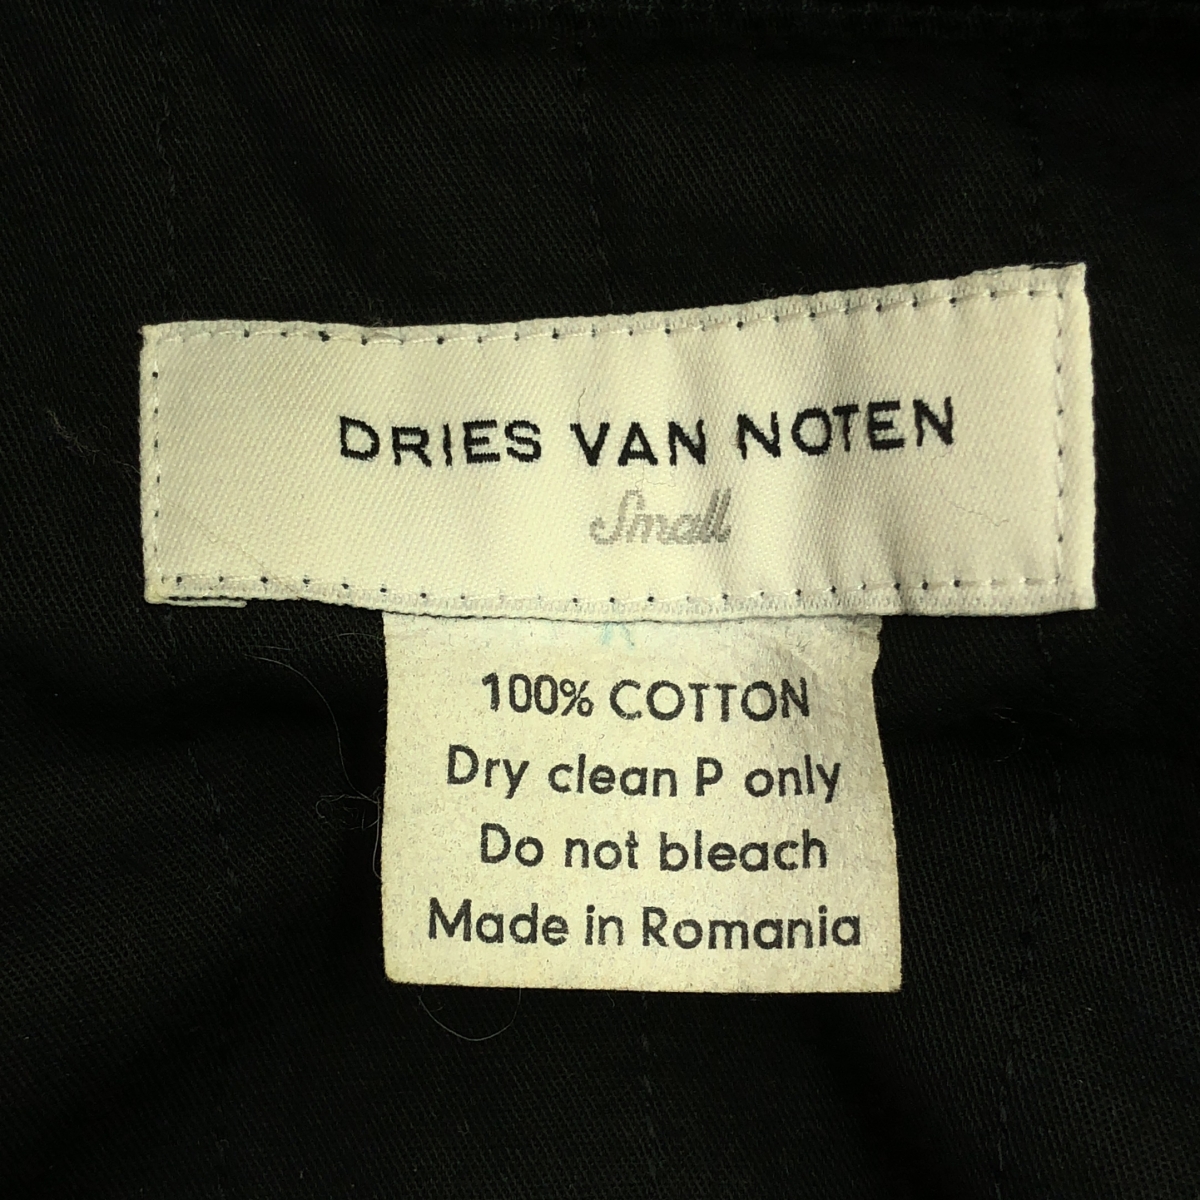 DRIES VAN NOTEN
Small
100% COTTON
Dry clean P only
Do not bleach
Made in Romania